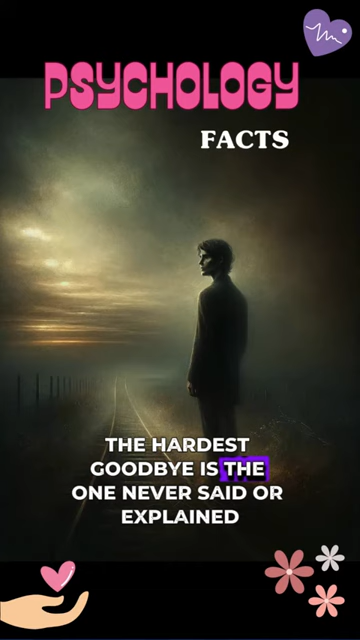 PSYCHOLOGY
FACTS
THE HARDEST
GOODBYE IS THE
ONE NEVER SAID OR
EXPLAINED